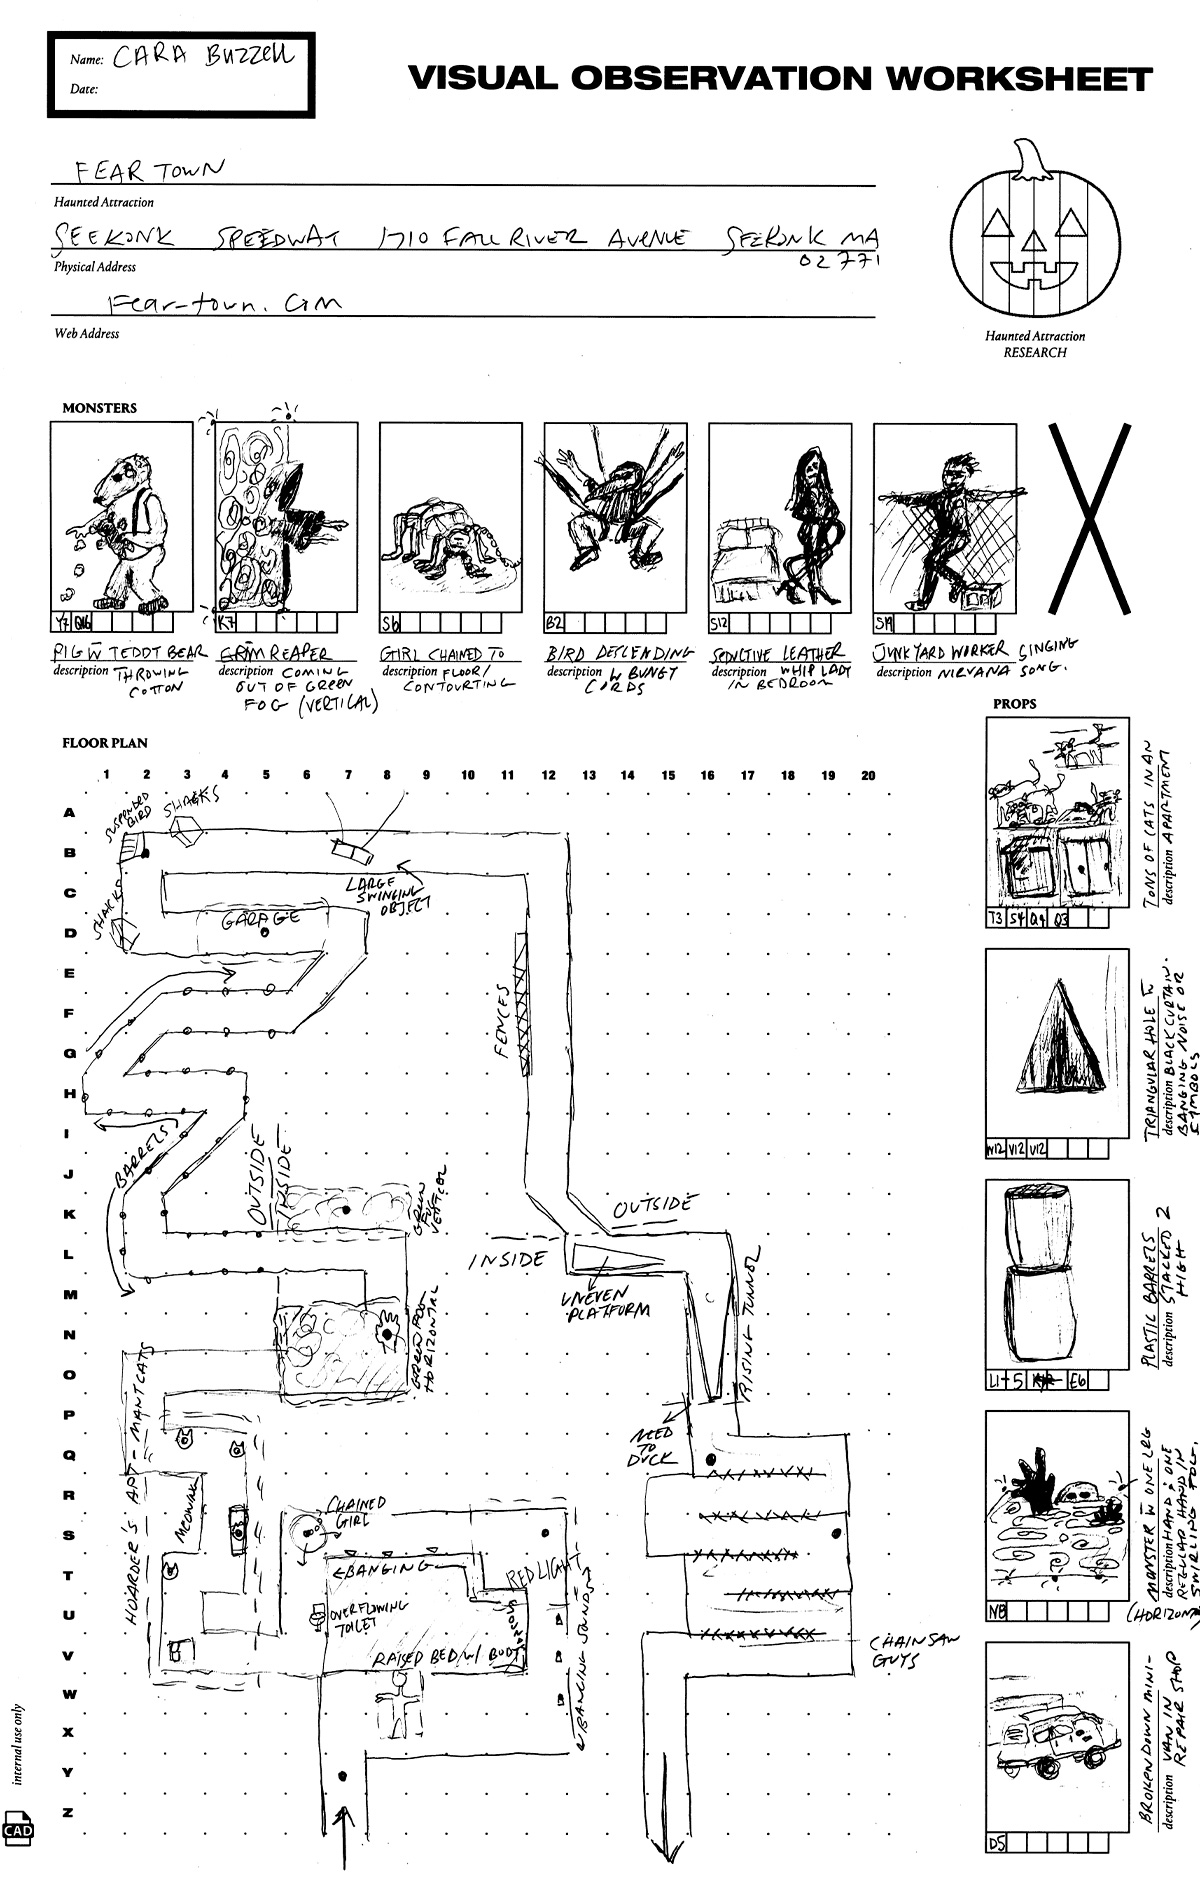 Name: CARA BUZZELL
Date:
VISUAL OBSERVATION WORKSHEET
FEAR TOWN
Haunted Attraction
SEEKONK SPEEDWAY 1710 FALL RIVER AVENUE SEEKONK MA
02771
Physical Address
Fear-town.com
Web Address
Haunted Attraction
RESEARCH
MONSTERS
Y7 Q16
K7
S6
B2
S12
S19
PIG W TEDDY BEAR
description THROWING
COTTON
GRIM REAPER
description COMING
OUT OF GREEN
FOG (VERTICAL)
GIRL CHAINED TO
description FLOOR/
CONTOURTING
BIRD DESCENDING
description W BUNGY
CORDS
SEDUCTIVE LEATHER
description WHIP LADY
IN BEDROOM
JUNKYARD WORKER SINGING
description NIRVANA SONG.
PROPS
FLOOR PLAN
1 2 3 4 5 6 7 8 9 10 11 12 13 14 15 16 17 18 19 20
A
B
C
D
E
F
G
H
I
J
K
L
M
N
O
P
Q
R
S
T
U
V
W
X
Y
Z
SUSPENDED
BIRD
SHACKS
SHACK
LARGE
SWINGING
OBJECT
GARAGE
FENCES
BARRELS
OUTSIDE
INSIDE
GREEN
FOG
VERTICAL
OUTSIDE
INSIDE
UNEVEN
PLATFORM
RISING TUNNEL
GREEN FOG-
HORIZONTAL
NEED
TO
DUCK
HOARDER'S APT-MANY CATS
MEOWING
CHAINED
GIRL
BANGING
RED LIGHT
OVERFLOWING
TOILET
RAISED BED W/ BODY
BANGING SOUNDS
CHAINSAW
GUYS
T3 S4 Q4 Q3
TONS OF CATS IN AN
description APARTMENT
TRIANGULAR HOLE W
description BLACK CURTAIN.
BANGING NOISE OR
SYMBOLS
W12 V12 U12
PLASTIC BARRELS 2
description STACKED
HIGH
L1+5 E6
MONSTER W ONE LRG
description HAND & ONE
REGULAR HAND IN
SWIRLING FOG.
(HORIZONAL)
N8
BROKEN DOWN MINI-
description VAN IN
REPAIR SHOP
D5
internal use only
CAD